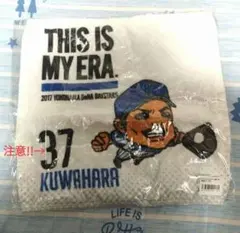 THIS IS
MY ERA.
2017 YOKOHAMA DeNA BAYSTARS
注意!!→
37
KUWAHARA
LIFE IS